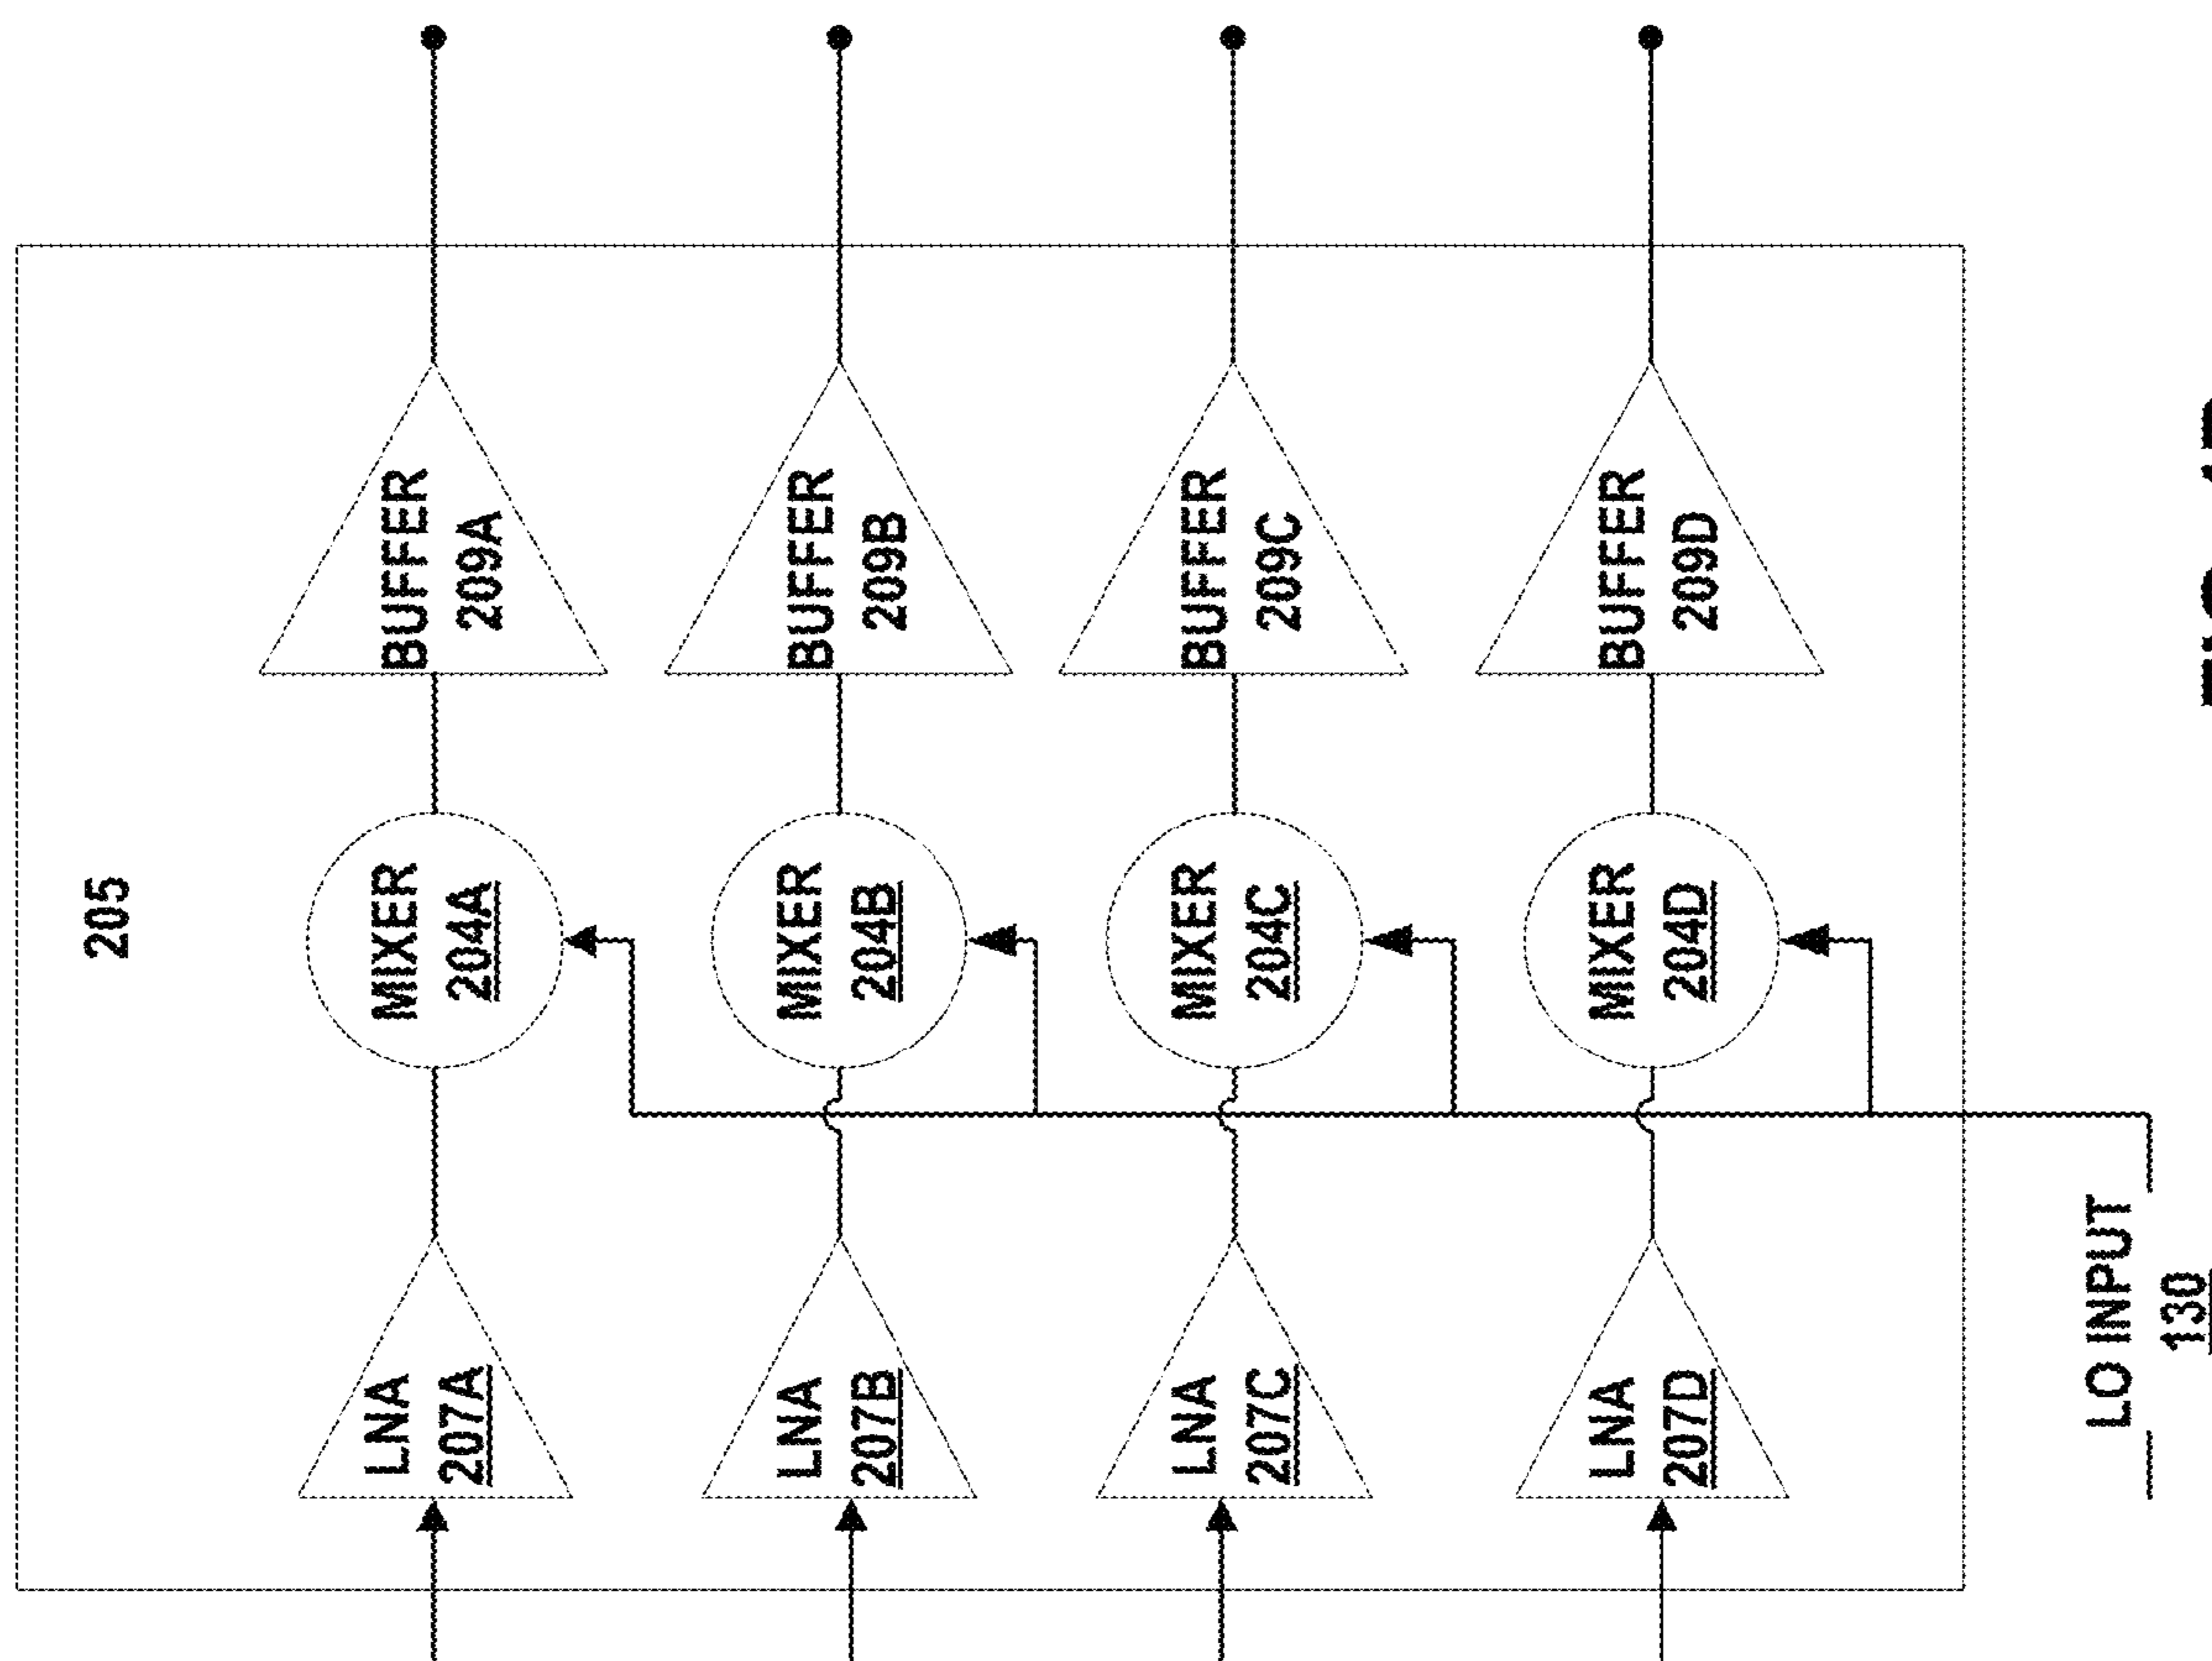 205
LNA
207A
MIXER
204A
BUFFER
209A
LNA
207B
MIXER
204B
BUFFER
209B
LNA
207C
MIXER
204C
BUFFER
209C
LNA
207D
MIXER
204D
BUFFER
209D
LO INPUT
130